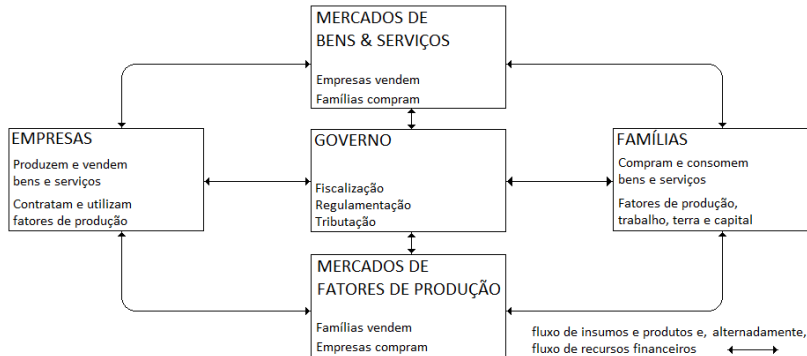 MERCADOS DE
BENS & SERVIÇOS
Empresas vendem
Famílias compram
EMPRESAS
Produzem e vendem
bens e serviços
Contratam e utilizam
fatores de produção
GOVERNO
Fiscalização
Regulamentação
Tributação
FAMÍLIAS
Compram e consomem
bens e serviços
Fatores de produção,
trabalho, terra e capital
MERCADOS DE
FATORES DE PRODUÇÃO
Famílias vendem
Empresas compram
fluxo de insumos e produtos e, alternadamente,
fluxo de recursos financeiros